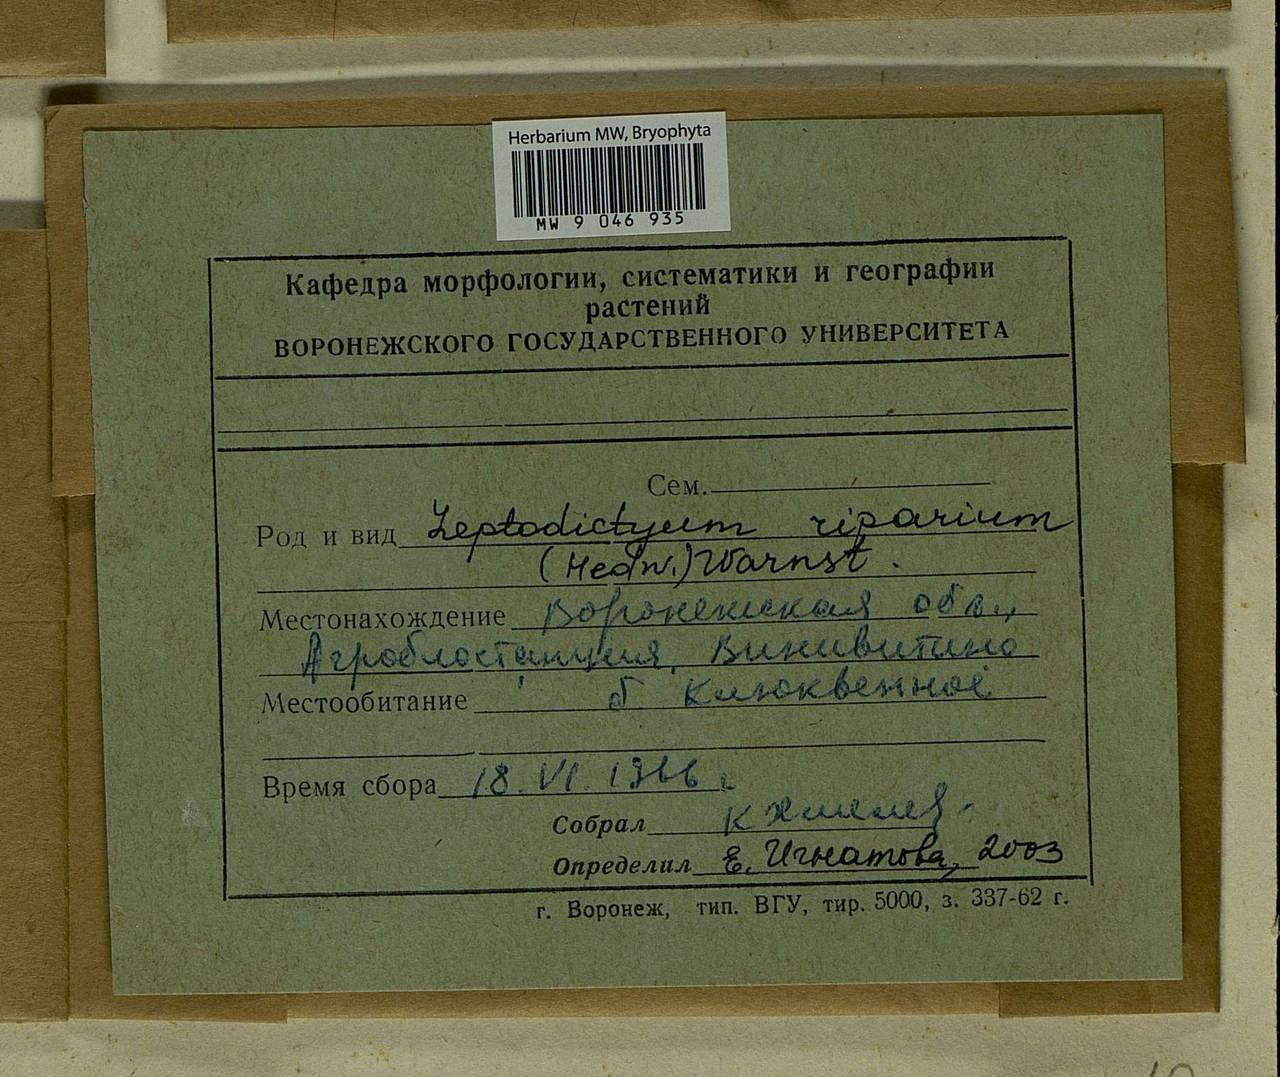 Herbarium MW, Bryophyta
MW 9 046 935
Кафедра морфологии, систематики и географии
растений
ВОРОНЕЖСКОГО ГОСУДАРСТВЕННОГО УНИВЕРСИТЕТА
Сем.
Род и вид Leptodictyum riparium
(Hedw.) Warnst.
Местонахождение Воронежская обл.,
Агробиостанция, Винивитино
Местообитание б. Клюквенное
Время сбора 18. VI. 1966 г.
Собрал К Хмелев
Определил Е. Игнатова, 2003
г. Воронеж, тип. ВГУ, тир. 5000, з. 337-62 г.